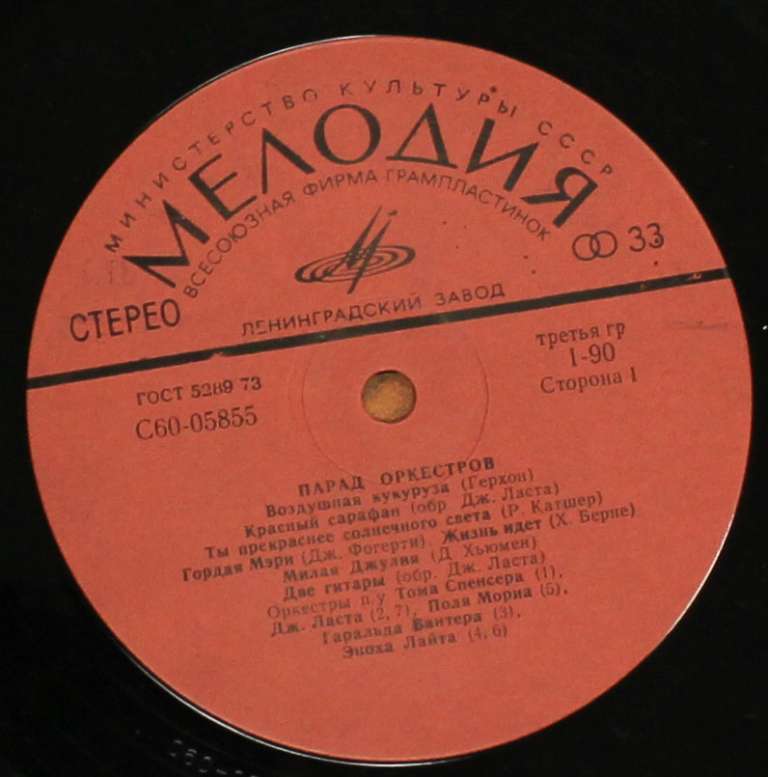 МИНИСТЕРСТВО КУЛЬТУРЫ СССР
МЕЛОДИЯ
ВСЕСОЮЗНАЯ ФИРМА ГРАМПЛАСТИНОК
33
СТЕРЕО
ЛЕНИНГРАДСКИЙ ЗАВОД
ГОСТ 5289 73
С60-05855
третья гр
1-90
Сторона 1
ПАРАД ОРКЕСТРОВ
Воздушная кукуруза (Герхон)
Красный сарафан (обр. Дж. Ласта)
Ты прекраснее солнечного света (Р. Катшер)
Гордая Мэри (Дж. Фогерти). Жизнь идет (Х. Берне)
Милая Джулия (Д. Хьюмен)
Две гитары (обр. Дж. Ласта)
Оркестры п/у Тома Спенсера (1),
Дж. Ласта (2, 7), Поля Мориа (5),
Гаральда Вантера (3),
Эпоха Лайта (4, 6)